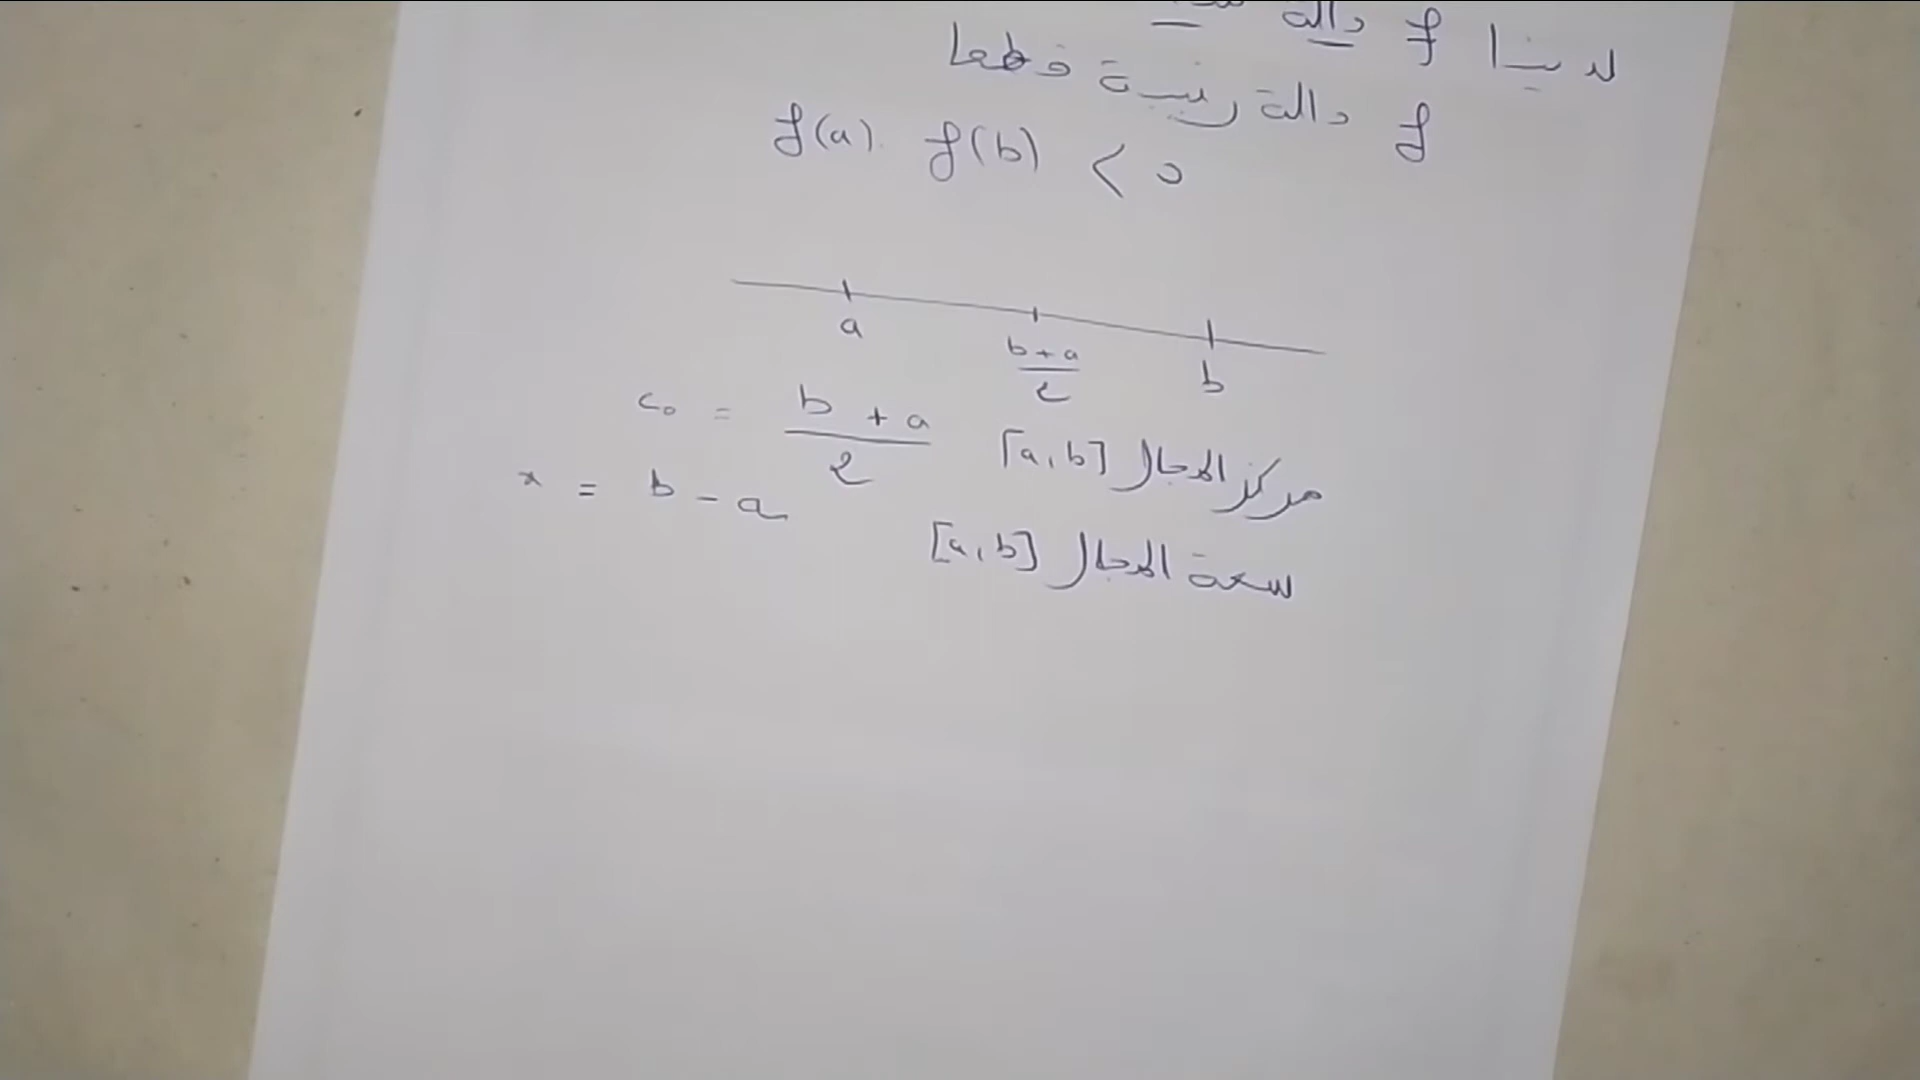 لدينا f دالة
f دالة رتيبة قطعا
f(a). f(b) < 0
a
b+a/2
b
c₀ = b + a/2 مركز المجال [a,b]
x = b - a سعة المجال [a,b]